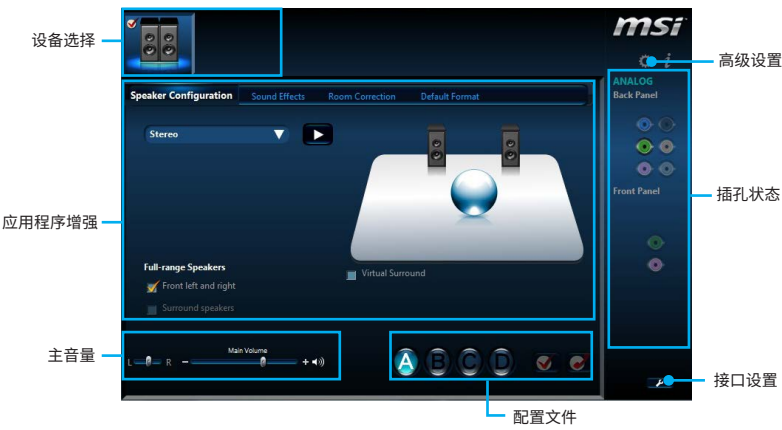 设备选择
msi
i
高级设置
ANALOG
Back Panel
Speaker Configuration Sound Effects Room Correction Default Format
Stereo
插孔状态
Front Panel
应用程序增强
Full-range Speakers
Virtual Surround
Front left and right
Surround speakers
主音量
Main Volume
L R − +
A B C D
接口设置
配置文件